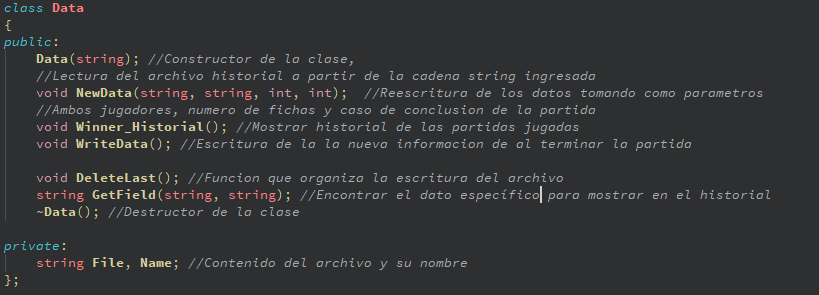 class Data
{
public:
    Data(string); //Constructor de la clase,
    //Lectura del archivo historial a partir de la cadena string ingresada
    void NewData(string, string, int, int);  //Reescritura de los datos tomando como parametros
    //Ambos jugadores, numero de fichas y caso de conclusion de la partida
    void Winner_Historial(); //Mostrar historial de las partidas jugadas
    void WriteData(); //Escritura de la la nueva informacion de al terminar la partida

    void DeleteLast(); //Funcion que organiza la escritura del archivo
    string GetField(string, string); //Encontrar el dato específico para mostrar en el historial
    ~Data(); //Destructor de la clase

private:
    string File, Name; //Contenido del archivo y su nombre
};